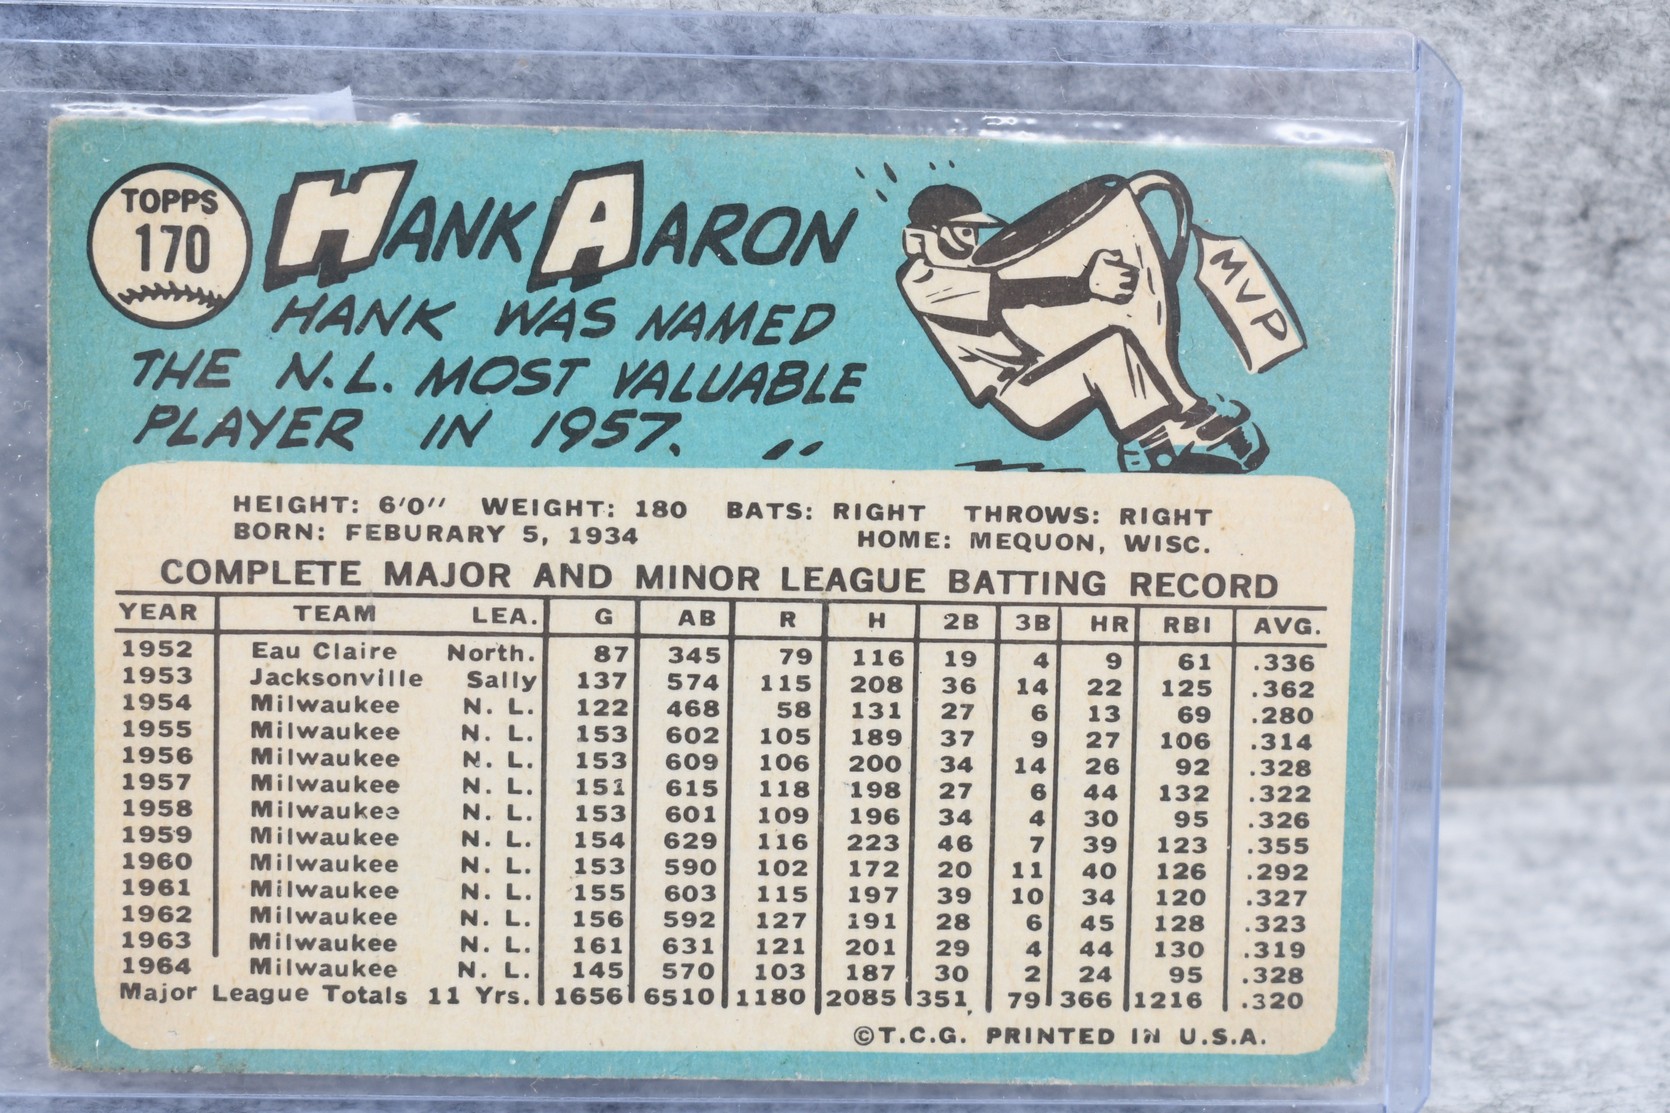 TOPPS
170
HANK AARON
HANK WAS NAMED
THE N.L. MOST VALUABLE
PLAYER IN 1957.
MVP
HEIGHT: 6'0" WEIGHT: 180 BATS: RIGHT THROWS: RIGHT
BORN: FEBURARY 5, 1934 HOME: MEQUON, WISC.
COMPLETE MAJOR AND MINOR LEAGUE BATTING RECORD
YEAR TEAM LEA. G AB R H 2B 3B HR RBI AVG.
1952 Eau Claire North. 87 345 79 116 19 4 9 61 .336
1953 Jacksonville Sally 137 574 115 208 36 14 22 125 .362
1954 Milwaukee N. L. 122 468 58 131 27 6 13 69 .280
1955 Milwaukee N. L. 153 602 105 189 37 9 27 106 .314
1956 Milwaukee N. L. 153 609 106 200 34 14 26 92 .328
1957 Milwaukee N. L. 151 615 118 198 27 6 44 132 .322
1958 Milwaukee N. L. 153 601 109 196 34 4 30 95 .326
1959 Milwaukee N. L. 154 629 116 223 46 7 39 123 .355
1960 Milwaukee N. L. 153 590 102 172 20 11 40 126 .292
1961 Milwaukee N. L. 155 603 115 197 39 10 34 120 .327
1962 Milwaukee N. L. 156 592 127 191 28 6 45 128 .323
1963 Milwaukee N. L. 161 631 121 201 29 4 44 130 .319
1964 Milwaukee N. L. 145 570 103 187 30 2 24 95 .328
Major League Totals 11 Yrs. 1656 6510 1180 2085 351 79 366 1216 .320
©T.C.G. PRINTED IN U.S.A.